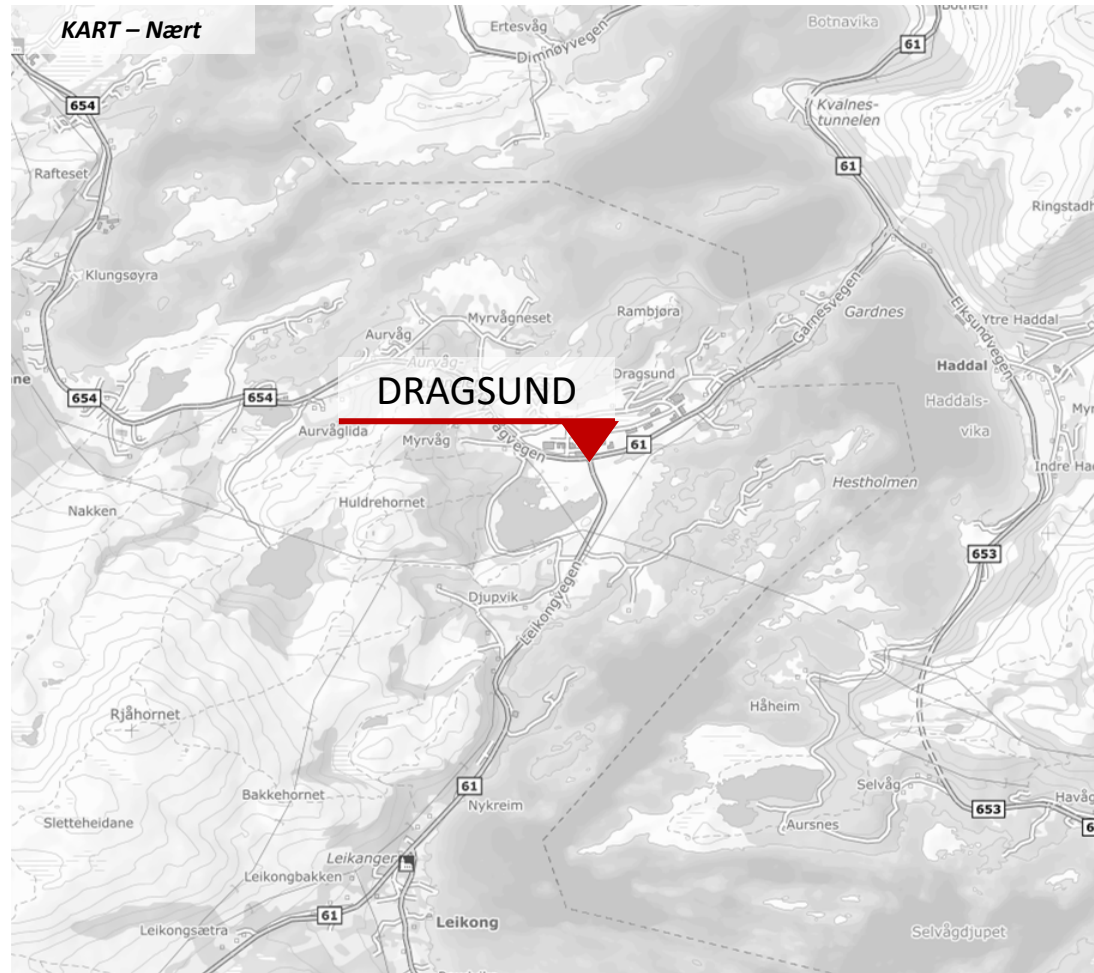 KART – Nært
Botnavika
Ertesvåg
Dimnøyvegen
61
654
Kvalnes-
tunnelen
61
Rafteset
Ringstadh
Klungsøyra
Rambjøra
Myrvågneset
Aurvåg
Garnesvegen
Gardnes
Eiksundvegen
Ytre Haddal
Haddal
Dragsund
DRAGSUND
654
654
Haddals-
vika
Aurvåglida
Myrvåg
61
Indre Had
Hestholmen
Huldrehornet
Nakken
653
Djupvik
Leikongvegen
Håheim
Rjåhornet
Selvåg
Havåg
61
Bakkehornet
Nykreim
653
Sletteheidane
Aursnes
Leikanger
Leikongbakken
61
Leikong
Leikongsætra
Selvågdjupet